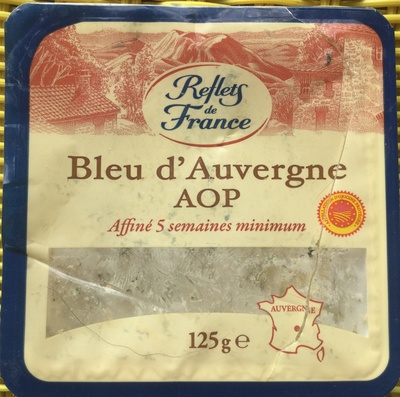 Reflets
de
France
Bleu d'Auvergne
AOP
Affiné 5 semaines minimum
AUVERGNE
125g e